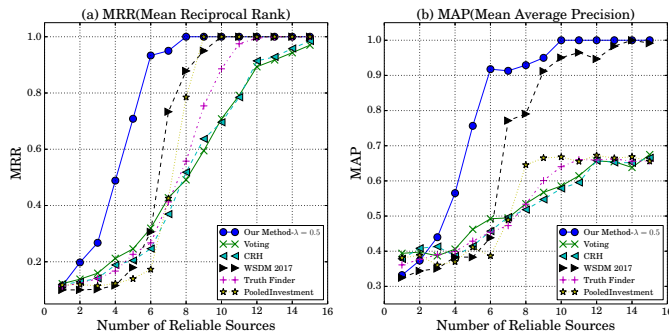 (a) MRR(Mean Reciprocal Rank)
MRR
1.0
0.8
0.6
0.4
0.2
0 2 4 6 8 10 12 14 16
Number of Reliable Sources
Our Method-λ = 0.5
Voting
CRH
WSDM 2017
Truth Finder
PooledInvestment
(b) MAP(Mean Average Precision)
MAP
1.0
0.9
0.8
0.7
0.6
0.5
0.4
0.3
0 2 4 6 8 10 12 14 16
Number of Reliable Sources
Our Method-λ = 0.5
Voting
CRH
WSDM 2017
Truth Finder
PooledInvestment